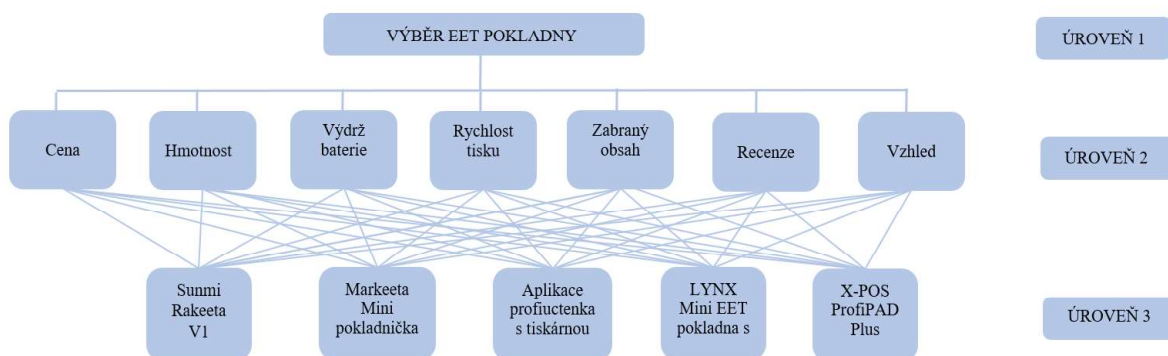 VÝBĚR EET POKLADNY
ÚROVEŇ 1
Cena
Hmotnost
Výdrž
baterie
Rychlost
tisku
Zabraný
obsah
Recenze
Vzhled
ÚROVEŇ 2
Sunmi
Rakeeta
V1
Markeeta
Mini
pokladnička
Aplikace
profiuctenka
s tiskárnou
LYNX
Mini EET
pokladna s
X-POS
ProfiPAD
Plus
ÚROVEŇ 3